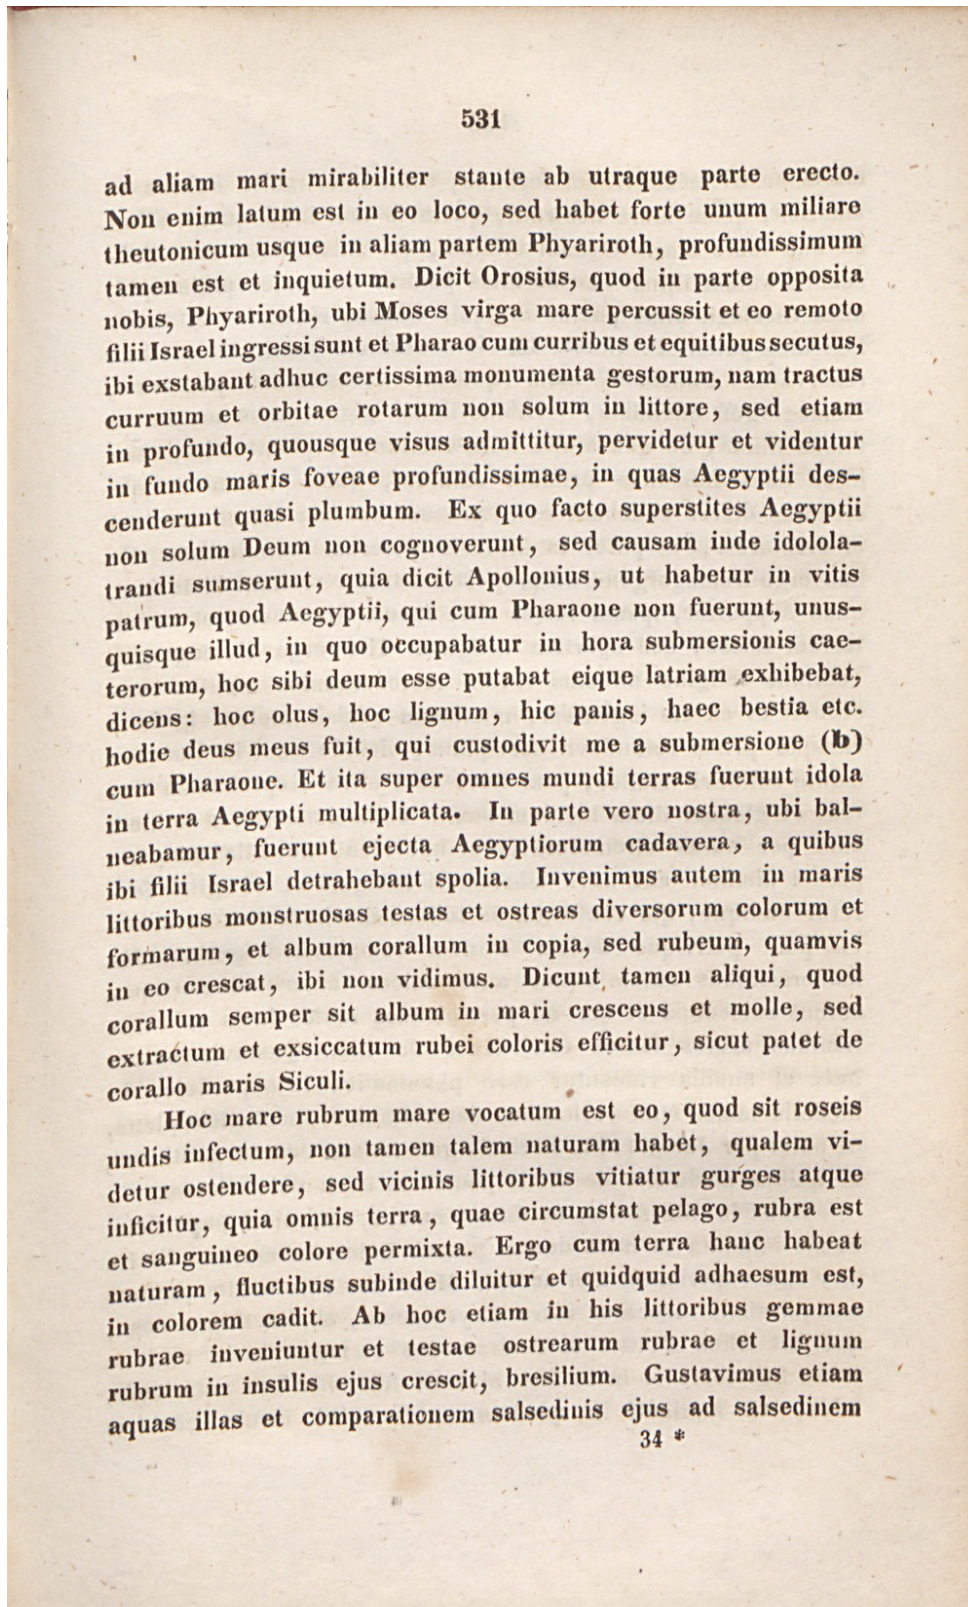 531
ad aliam mari mirabiliter stante ab utraque parte erecto.
Non enim latum est in eo loco, sed habet forte unum miliare
theutonicum usque in aliam partem Phyariroth, profundissimum
tamen est et inquietum. Dicit Orosius, quod in parte opposita
nobis, Phyariroth, ubi Moses virga mare percussit et eo remoto
filii Israel ingressi sunt et Pharao cum curribus et equitibus secutus,
ibi exstabant adhuc certissima monumenta gestorum, nam tractus
curruum et orbitae rotarum non solum in littore, sed etiam
in profundo, quousque visus admittitur, pervidetur et videntur
in fundo maris foveae profundissimae, in quas Aegyptii des-
cenderunt quasi plumbum. Ex quo facto superstites Aegyptii
non solum Deum non cognoverunt, sed causam inde idolola-
trandi sumserunt, quia dicit Apollonius, ut habetur in vitis
patrum, quod Aegyptii, qui cum Pharaone non fuerunt, unus-
quisque illud, in quo occupabatur in hora submersionis cae-
terorum, hoc sibi deum esse putabat eique latriam exhibebat,
dicens: hoc olus, hoc lignum, hic panis, haec bestia etc.
hodie deus meus fuit, qui custodivit me a submersione (b)
cum Pharaone. Et ita super omnes mundi terras fuerunt idola
in terra Aegypti multiplicata. In parte vero nostra, ubi bal-
neabamur, fuerunt ejecta Aegyptiorum cadavera, a quibus
ibi filii Israel detrahebant spolia. Invenimus autem in maris
littoribus monstruosas testas et ostreas diversorum colorum et
formarum, et album corallum in copia, sed rubeum, quamvis
in eo crescat, ibi non vidimus. Dicunt tamen aliqui, quod
corallum semper sit album in mari crescens et molle, sed
extractum et exsiccatum rubei coloris efficitur, sicut patet de
corallo maris Siculi.
Hoc mare rubrum mare vocatum est eo, quod sit roseis
undis infectum, non tamen talem naturam habet, qualem vi-
detur ostendere, sed vicinis littoribus vitiatur gurges atque
inficitur, quia omnis terra, quae circumstat pelago, rubra est
et sanguineo colore permixta. Ergo cum terra hanc habeat
naturam, fluctibus subinde diluitur et quidquid adhaesum est,
in colorem cadit. Ab hoc etiam in his littoribus gemmae
rubrae inveniuntur et testae ostrearum rubrae et lignum
rubrum in insulis ejus crescit, bresilium. Gustavimus etiam
aquas illas et comparationem salsedinis ejus ad salsedinem
34 *